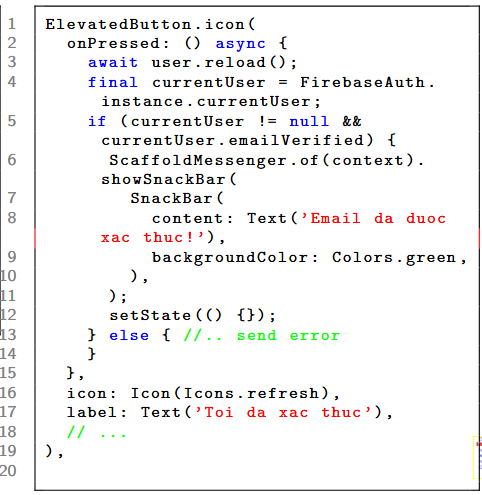 1 ElevatedButton.icon(
2 onPressed: () async {
3 await user.reload();
4 final currentUser = FirebaseAuth.
instance.currentUser;
5 if (currentUser != null &&
currentUser.emailVerified) {
6 ScaffoldMessenger.of(context).
showSnackBar(
7 SnackBar(
8 content: Text('Email da duoc
xac thuc!'),
9 backgroundColor: Colors.green,
10 ),
11 );
12 setState(() {});
13 } else { //.. send error
14 }
15 },
16 icon: Icon(Icons.refresh),
17 label: Text('Toi da xac thuc'),
18 // ...
19 ),
20